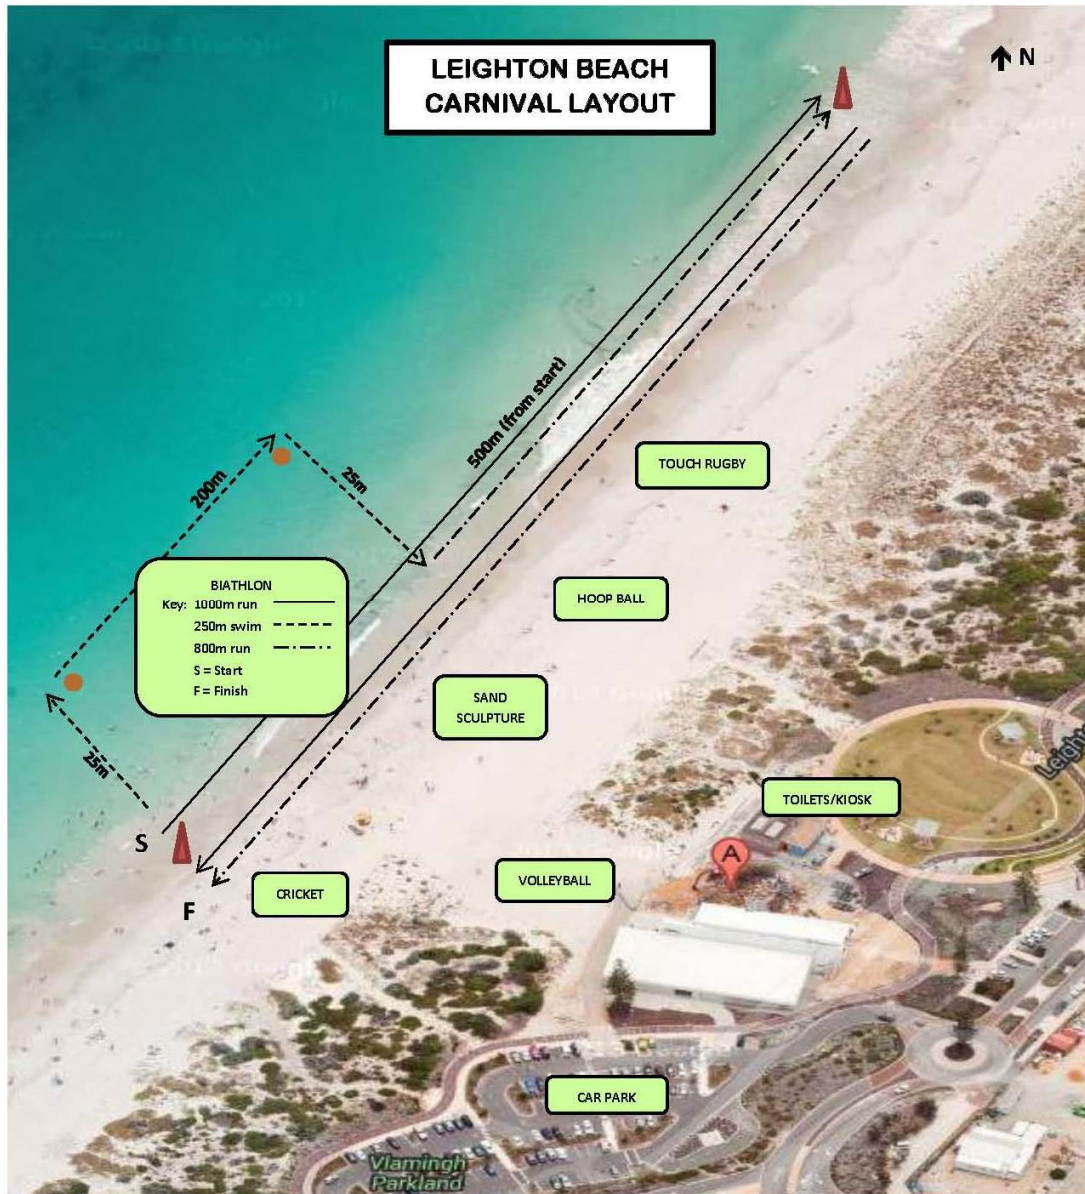 LEIGHTON BEACH
CARNIVAL LAYOUT
N
500m (from start)
TOUCH RUGBY
200m
25m
BIATHLON
Key: 1000m run
250m swim
800m run
S = Start
F = Finish
HOOP BALL
SAND
SCULPTURE
25m
TOILETS/KIOSK
S
A
VOLLEYBALL
CRICKET
F
CAR PARK
Vlamingh
Parkland